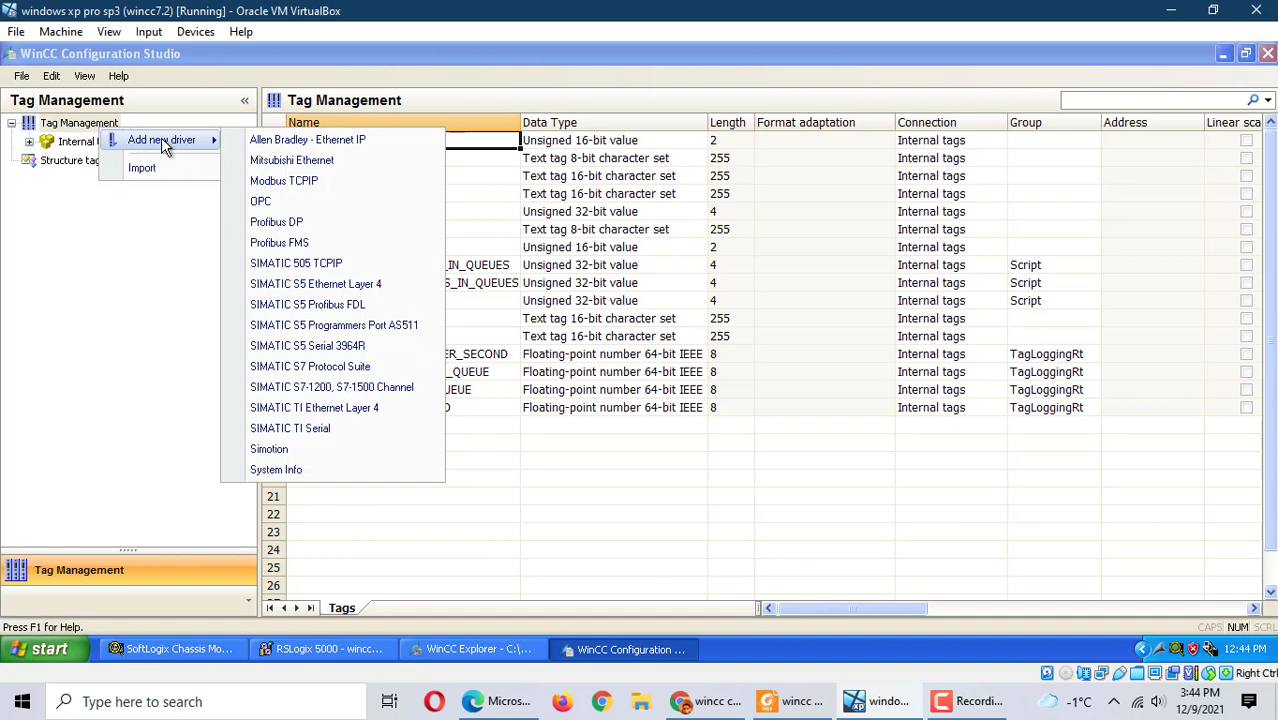 windows xp pro sp3 (wincc7.2) [Running] - Oracle VM VirtualBox
File Machine View Input Devices Help
WinCC Configuration Studio
File Edit View Help
Tag Management «
Tag Management
Name Data Type Length Format adaptation Connection Group Address Linear sca
Tag Management
Internal
Structure tag
Add new driver
Import
Allen Bradley - Ethernet IP
Mitsubishi Ethernet
Modbus TCPIP
OPC
Profibus DP
Profibus FMS
SIMATIC 505 TCPIP
SIMATIC S5 Ethernet Layer 4
SIMATIC S5 Profibus FDL
SIMATIC S5 Programmers Port AS511
SIMATIC S5 Serial 3964R
SIMATIC S7 Protocol Suite
SIMATIC S7-1200, S7-1500 Channel
SIMATIC TI Ethernet Layer 4
SIMATIC TI Serial
Simotion
System Info
Unsigned 16-bit value 2 Internal tags
Text tag 8-bit character set 255 Internal tags
Text tag 16-bit character set 255 Internal tags
Text tag 16-bit character set 255 Internal tags
Unsigned 32-bit value 4 Internal tags
Text tag 8-bit character set 255 Internal tags
Unsigned 16-bit value 2 Internal tags
_IN_QUEUES Unsigned 32-bit value 4 Internal tags Script
S_IN_QUEUES Unsigned 32-bit value 4 Internal tags Script
Unsigned 32-bit value 4 Internal tags Script
Text tag 16-bit character set 255 Internal tags
Text tag 16-bit character set 255 Internal tags
ER_SECOND Floating-point number 64-bit IEEE 8 Internal tags TagLoggingRt
_QUEUE Floating-point number 64-bit IEEE 8 Internal tags TagLoggingRt
UEUE Floating-point number 64-bit IEEE 8 Internal tags TagLoggingRt
D Floating-point number 64-bit IEEE 8 Internal tags TagLoggingRt
21
22
23
24
25
26
Tag Management
Tags
Press F1 for Help. CAPS NUM SCRL
start SoftLogix Chassis Mo... RSLogix 5000 - wincc... WinCC Explorer - C:\... WinCC Configuration ... 12:44 PM
Right Ctrl
Type here to search Micros... wincc c... wincc ... windo... Recordi... -1°C 3:44 PM
12/9/2021